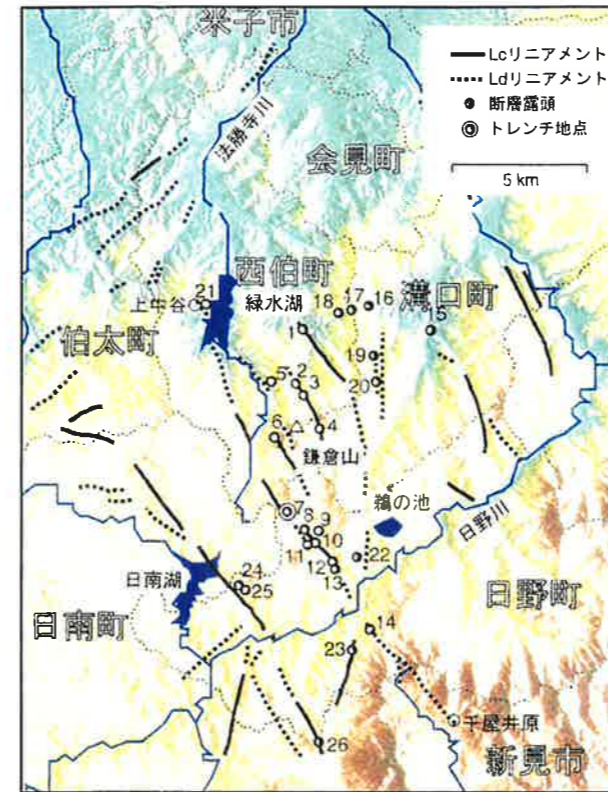 米子市
Lcリニアメント
Ldリニアメント
断層露頭
トレンチ地点
5 km
法勝寺川
会見町
西伯町
緑水湖
溝口町
21
上中谷
18
17
16
15
1
伯太町
19
20
5
2
3
4
6
鎌倉山
7
鵜の池
8
9
10
11
12
13
22
日野川
日南湖
24
25
日野町
日南町
14
23
千屋井原
26
新見市